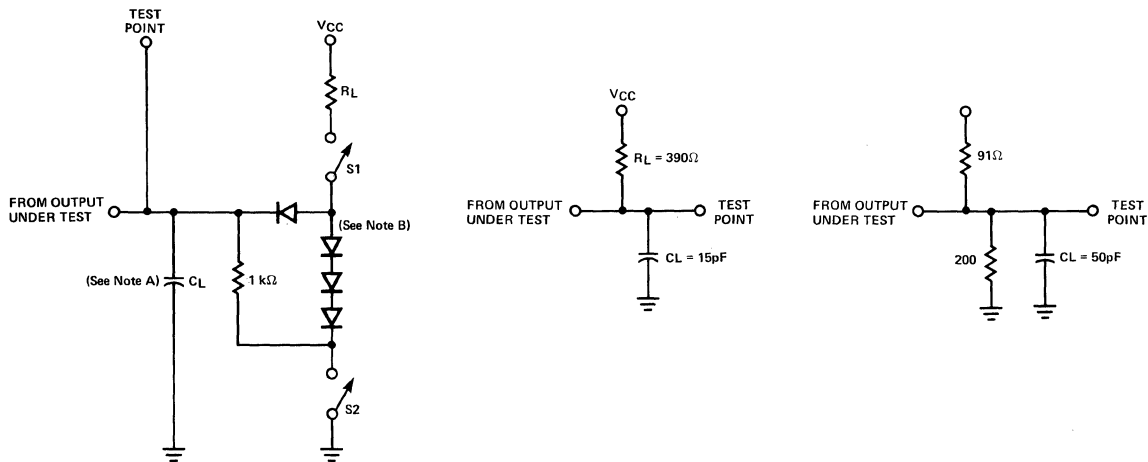 TEST
POINT
VCC
RL
S1
FROM OUTPUT
UNDER TEST
(See Note B)
(See Note A) CL
1 kΩ
S2
VCC
RL = 390Ω
FROM OUTPUT
UNDER TEST
TEST
POINT
CL = 15pF
91Ω
FROM OUTPUT
UNDER TEST
TEST
POINT
200
CL = 50pF